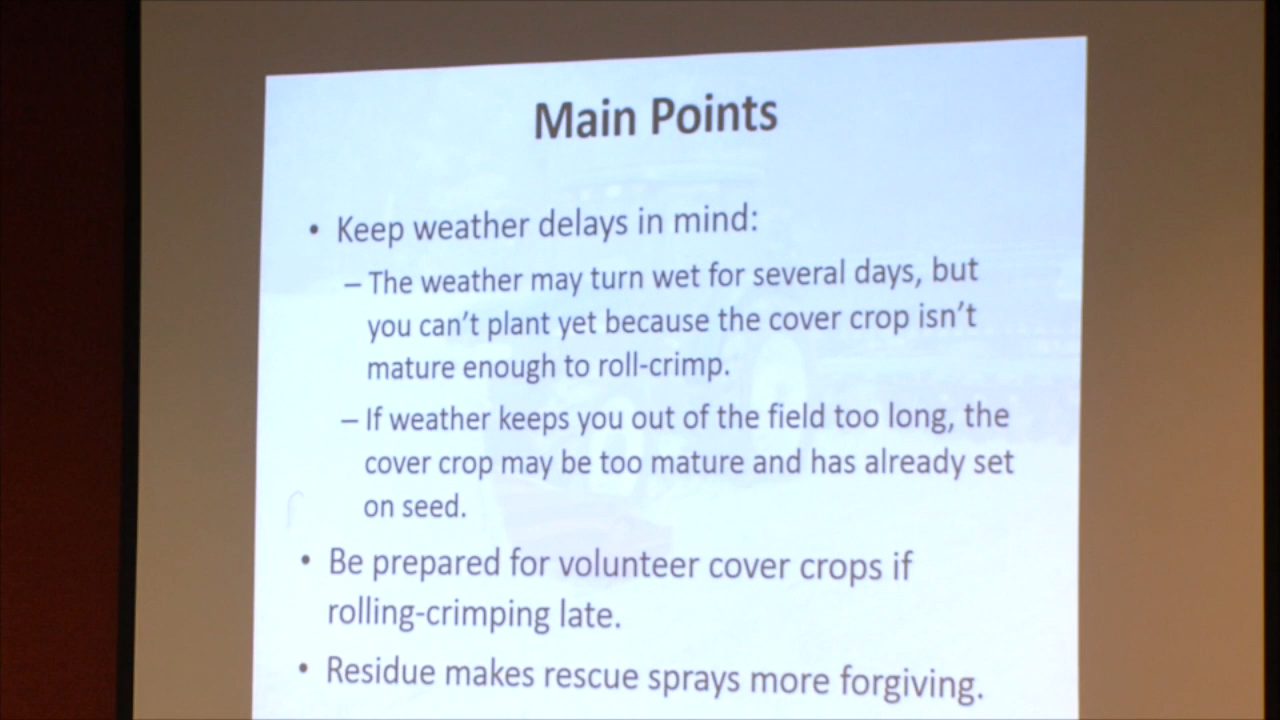 Main Points
• Keep weather delays in mind:
– The weather may turn wet for several days, but
you can't plant yet because the cover crop isn't
mature enough to roll-crimp.
– If weather keeps you out of the field too long, the
cover crop may be too mature and has already set
on seed.
• Be prepared for volunteer cover crops if
rolling-crimping late.
• Residue makes rescue sprays more forgiving.